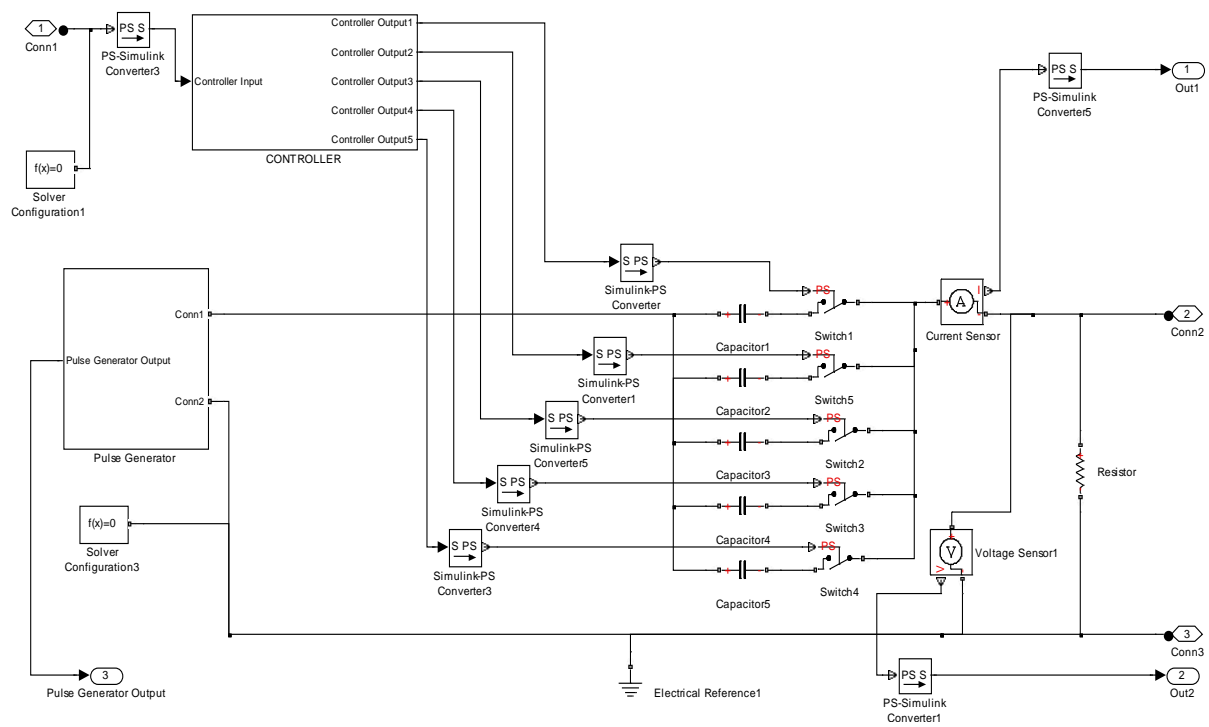 1
Conn1
PS S
PS-Simulink
Converter3
Controller Input
Controller Output1
Controller Output2
Controller Output3
Controller Output4
Controller Output5
CONTROLLER
f(x)=0
Solver
Configuration1
PS S
PS-Simulink
Converter5
1
Out1
Conn1
Pulse Generator Output
Conn2
Pulse Generator
f(x)=0
Solver
Configuration3
3
Pulse Generator Output
S PS
Simulink-PS
Converter
S PS
Simulink-PS
Converter1
S PS
Simulink-PS
Converter5
S PS
Simulink-PS
Converter4
S PS
Simulink-PS
Converter3
+
-
Capacitor1
PS
Switch1
+
-
Capacitor2
PS
Switch5
+
-
Capacitor3
PS
Switch2
+
-
Capacitor4
PS
Switch3
+
-
Capacitor5
PS
Switch4
+
A
I
-
Current Sensor
2
Conn2
+
-
Resistor
+
V
V
-
Voltage Sensor1
3
Conn3
Electrical Reference1
PS S
PS-Simulink
Converter1
2
Out2